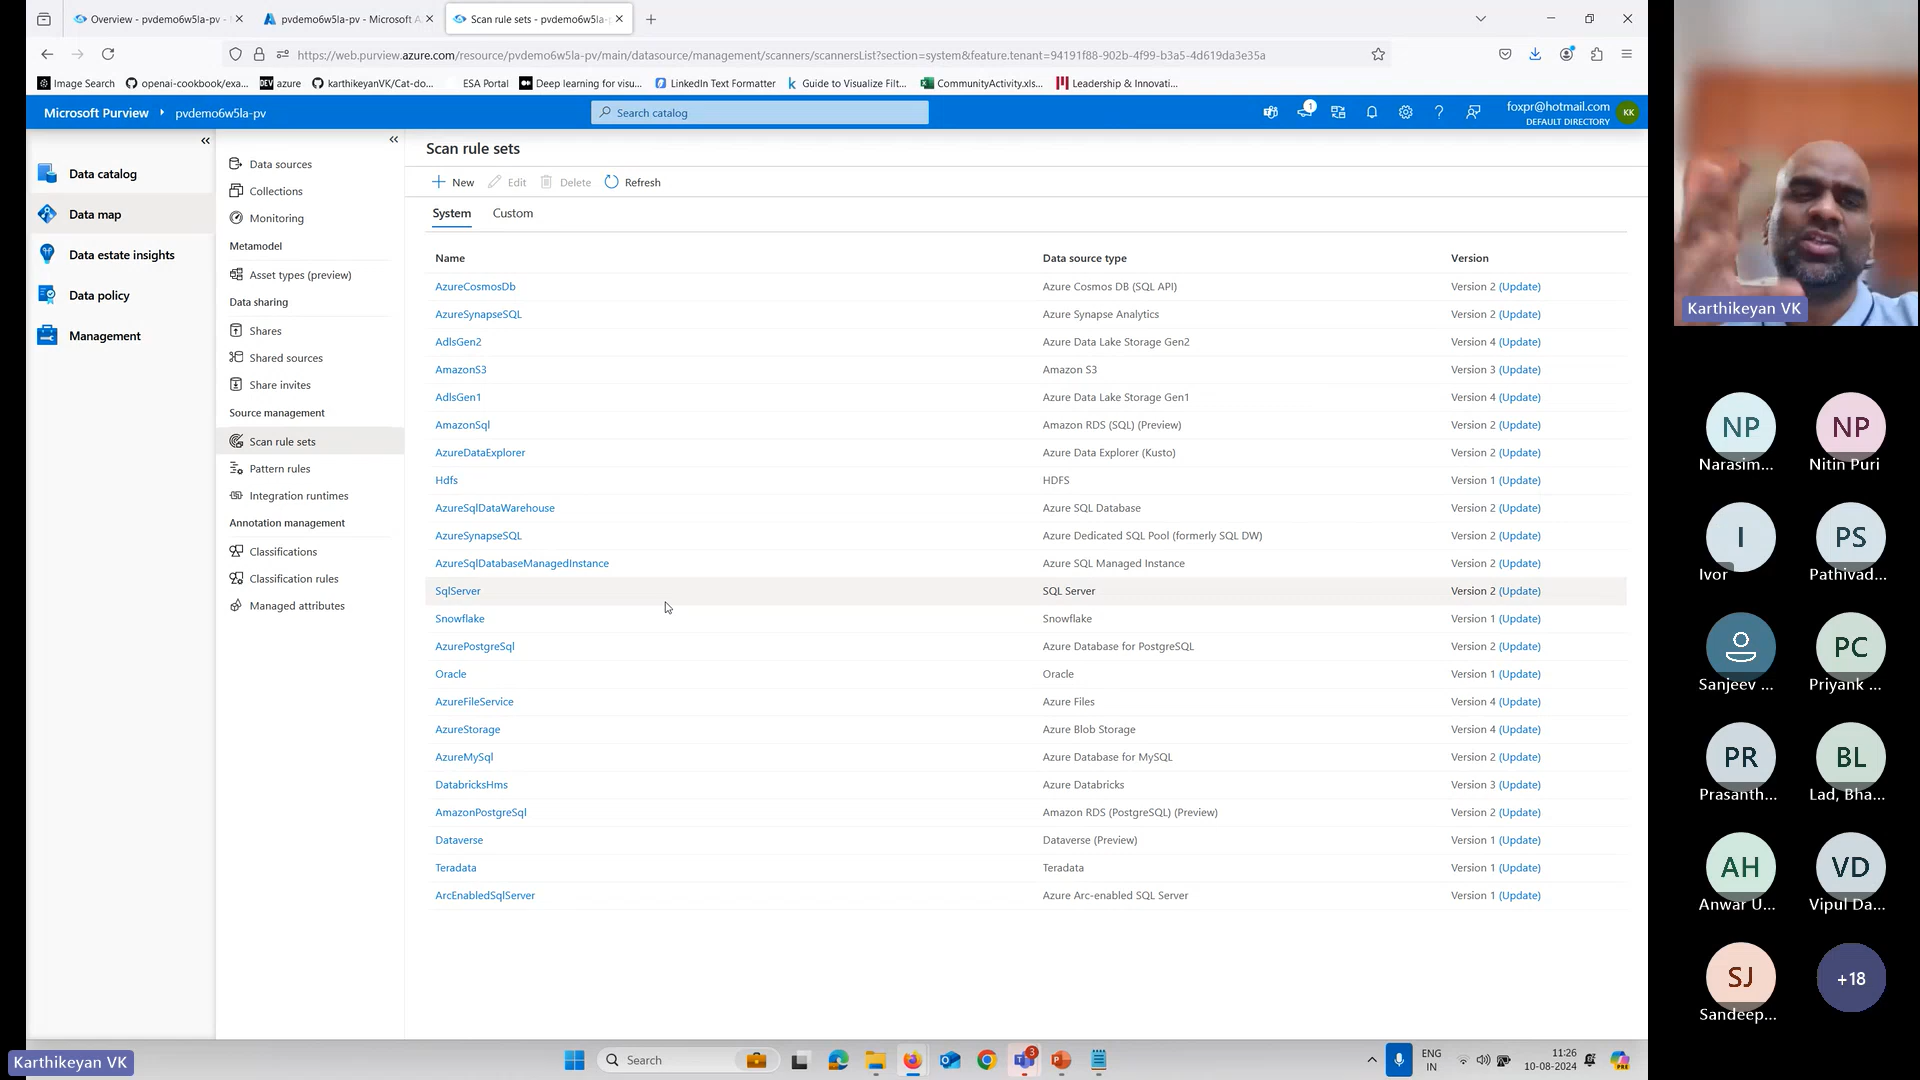 Overview - pvdemo6w5la-pv -
pvdemo6w5la-pv - Microsoft A
Scan rule sets - pvdemo6w5la-
https://web.purview.azure.com/resource/pvdemo6w5la-pv/main/datasource/management/scanners/scannersList?section=system&feature.tenant=94191f88-902b-4f99-b3a5-4d619da3e35a
Image Search
openai-cookbook/exa...
DEV azure
karthikeyanVK/Cat-do...
ESA Portal
Deep learning for visu...
LinkedIn Text Formatter
Guide to Visualize Filt...
CommunityActivity.xls...
Leadership & Innovati...
Microsoft Purview
pvdemo6w5la-pv
Search catalog
1
foxpr@hotmail.com
DEFAULT DIRECTORY
KK
Data catalog
Data map
Data estate insights
Data policy
Management
Data sources
Collections
Monitoring
Metamodel
Asset types (preview)
Data sharing
Shares
Shared sources
Share invites
Source management
Scan rule sets
Pattern rules
Integration runtimes
Annotation management
Classifications
Classification rules
Managed attributes
Scan rule sets
New Edit Delete Refresh
System Custom
Name Data source type Version
AzureCosmosDb Azure Cosmos DB (SQL API) Version 2 (Update)
AzureSynapseSQL Azure Synapse Analytics Version 2 (Update)
AdlsGen2 Azure Data Lake Storage Gen2 Version 4 (Update)
AmazonS3 Amazon S3 Version 3 (Update)
AdlsGen1 Azure Data Lake Storage Gen1 Version 4 (Update)
AmazonSql Amazon RDS (SQL) (Preview) Version 2 (Update)
AzureDataExplorer Azure Data Explorer (Kusto) Version 2 (Update)
Hdfs HDFS Version 1 (Update)
AzureSqlDataWarehouse Azure SQL Database Version 2 (Update)
AzureSynapseSQL Azure Dedicated SQL Pool (formerly SQL DW) Version 2 (Update)
AzureSqlDatabaseManagedInstance Azure SQL Managed Instance Version 2 (Update)
SqlServer SQL Server Version 2 (Update)
Snowflake Snowflake Version 1 (Update)
AzurePostgreSql Azure Database for PostgreSQL Version 2 (Update)
Oracle Oracle Version 1 (Update)
AzureFileService Azure Files Version 4 (Update)
AzureStorage Azure Blob Storage Version 4 (Update)
AzureMySql Azure Database for MySQL Version 2 (Update)
DatabricksHms Azure Databricks Version 3 (Update)
AmazonPostgreSql Amazon RDS (PostgreSQL) (Preview) Version 2 (Update)
Dataverse Dataverse (Preview) Version 1 (Update)
Teradata Teradata Version 1 (Update)
ArcEnabledSqlServer Azure Arc-enabled SQL Server Version 1 (Update)
Karthikeyan VK
NP NP
Narasim... Nitin Puri
I PS
Ivor Pathivad...
PC
Sanjeev ... Priyank ...
PR BL
Prasanth... Lad, Bha...
AH VD
Anwar U... Vipul Da...
SJ +18
Sandeep...
Karthikeyan VK
Search
3
ENG
IN
11:26
10-08-2024
PRE